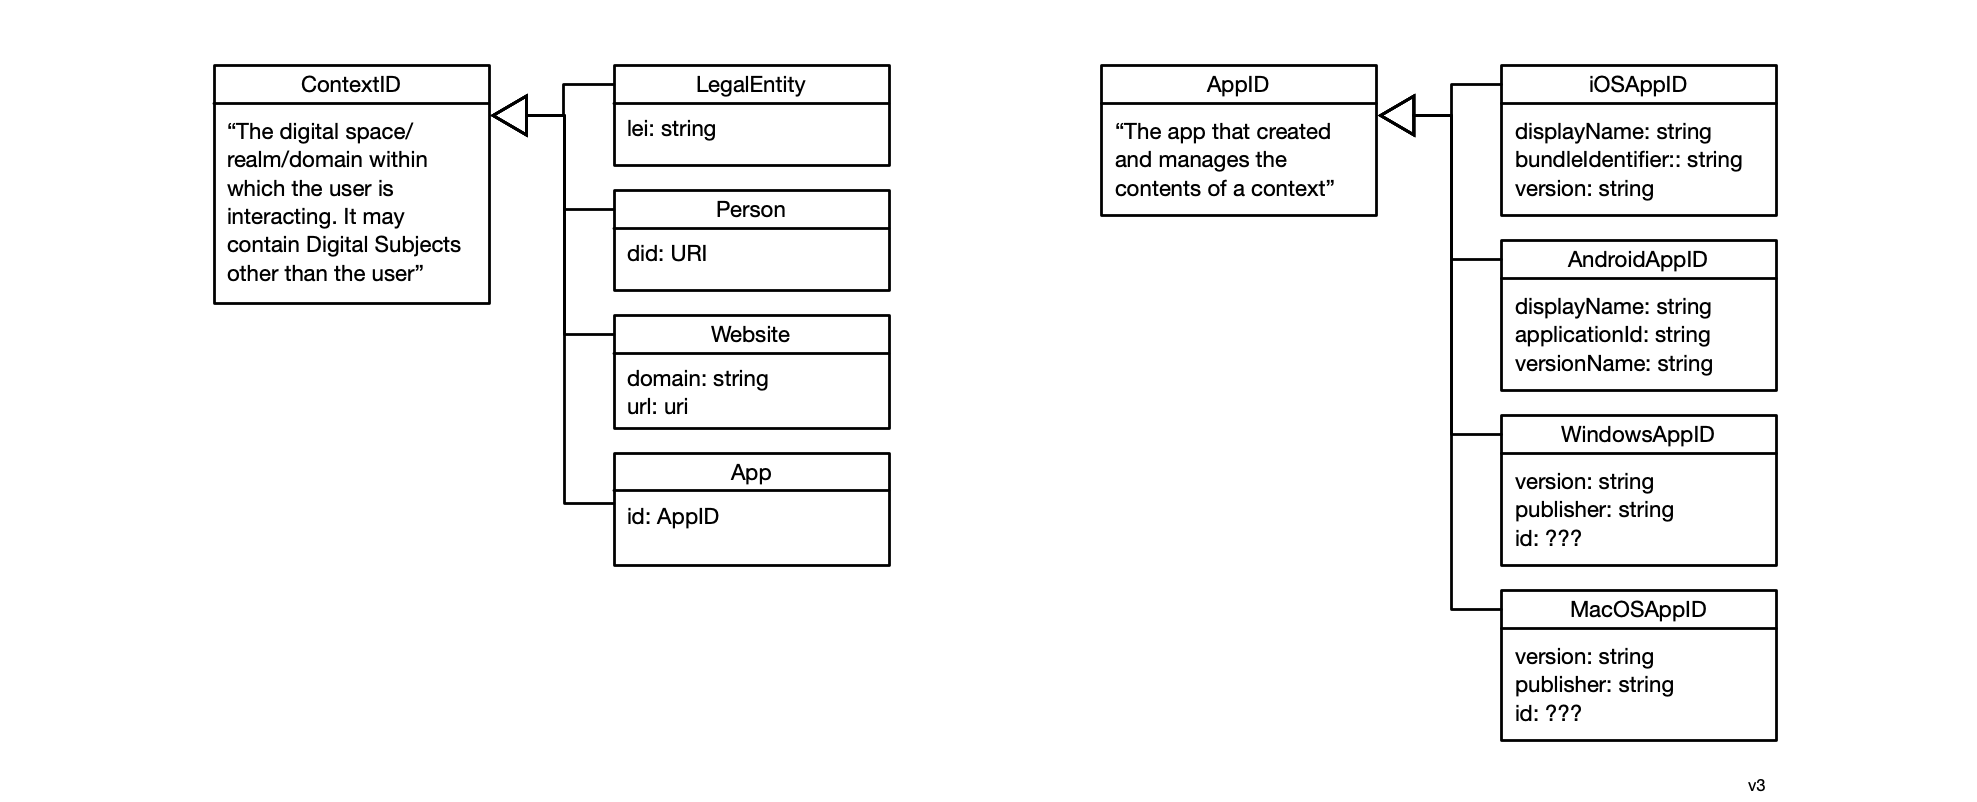 ContextID
“The digital space/
realm/domain within
which the user is
interacting. It may
contain Digital Subjects
other than the user”
LegalEntity
lei: string
Person
did: URI
Website
domain: string
url: uri
App
id: AppID
AppID
“The app that created
and manages the
contents of a context”
iOSAppID
displayName: string
bundleIdentifier:: string
version: string
AndroidAppID
displayName: string
applicationId: string
versionName: string
WindowsAppID
version: string
publisher: string
id: ???
MacOSAppID
version: string
publisher: string
id: ???
v3